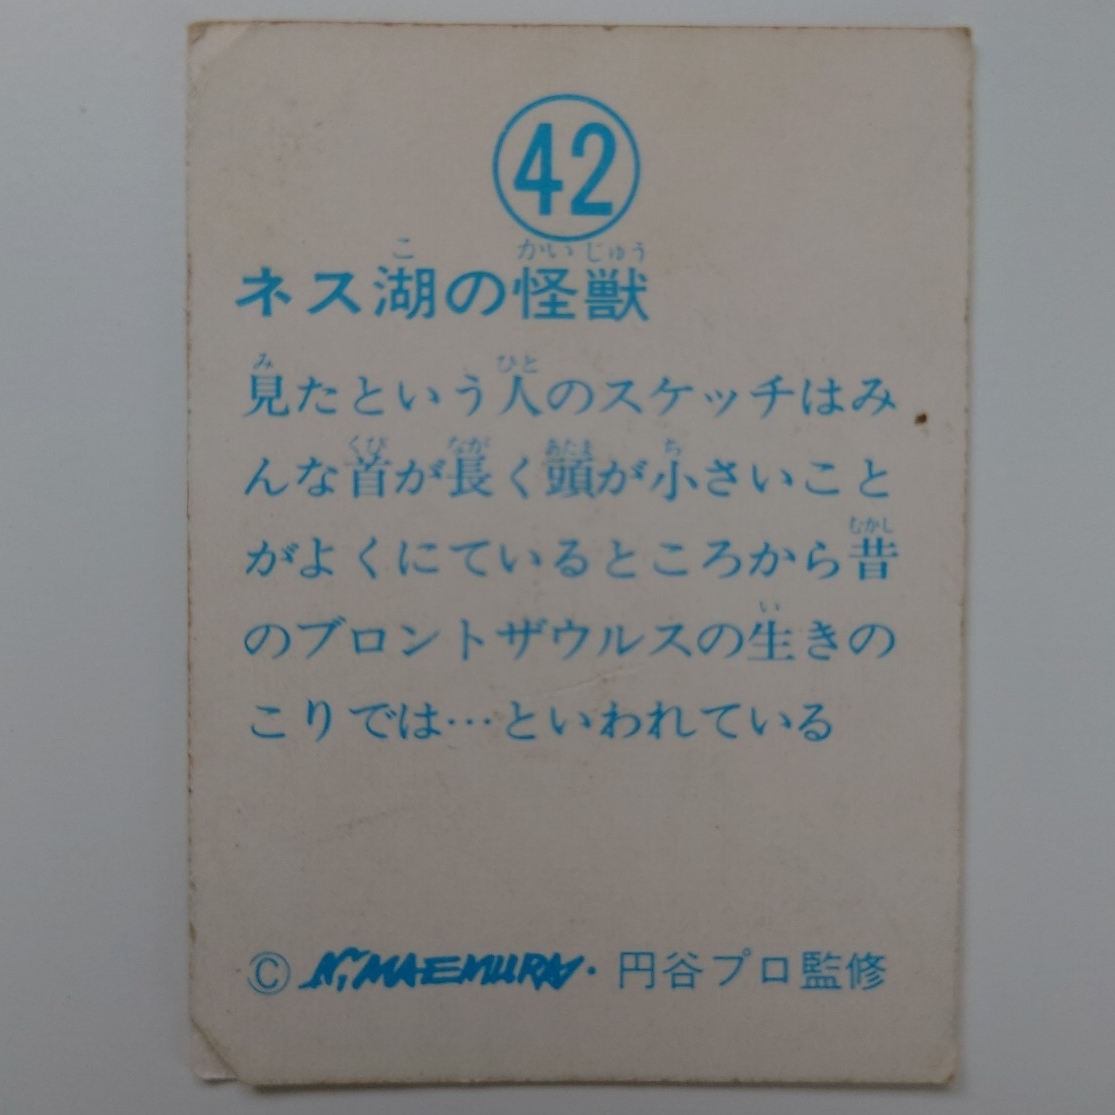 42
ネス湖の怪獣
見たという人のスケッチはみ
んな首が長く頭が小さいこと
がよくにているところから昔
のブロントザウルスの生きの
こりでは…といわれている
© N, MAEMURA・円谷プロ監修